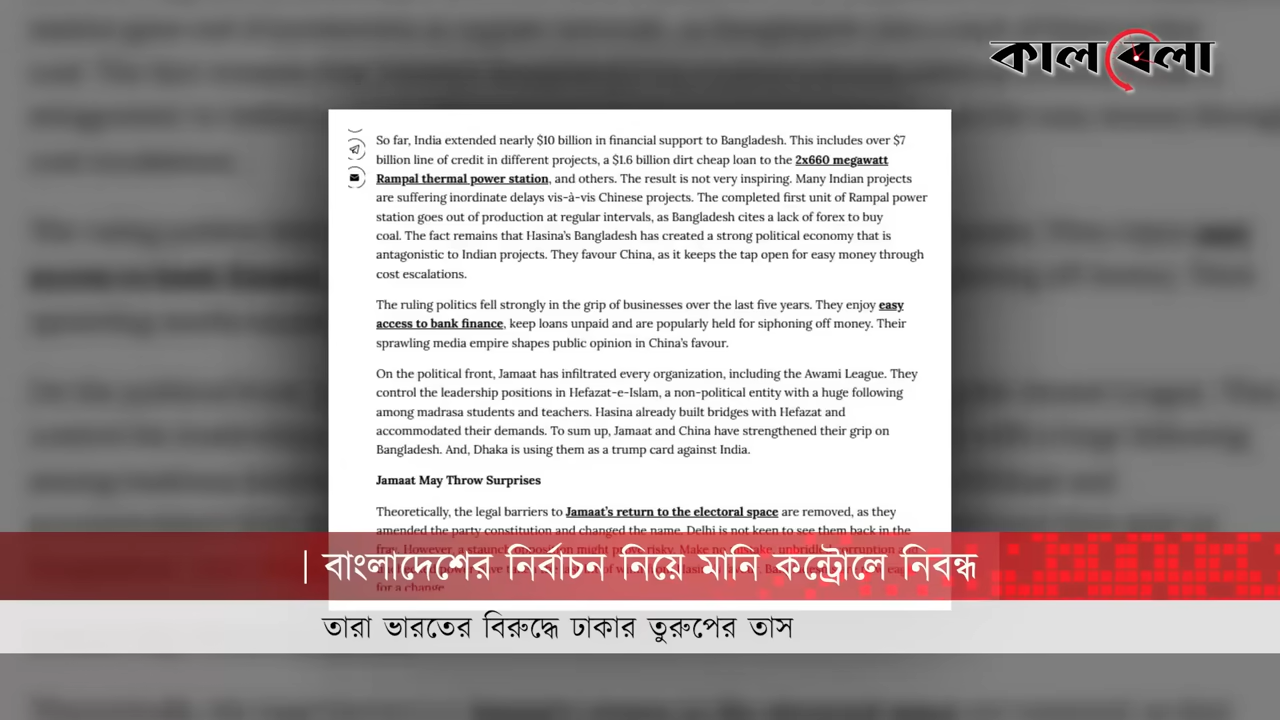 কালবেলা
So far, India extended nearly $10 billion in financial support to Bangladesh. This includes over $7
billion line of credit in different projects, a $1.6 billion dirt cheap loan to the 2x660 megawatt
Rampal thermal power station, and others. The result is not very inspiring. Many Indian projects
are suffering inordinate delays vis-à-vis Chinese projects. The completed first unit of Rampal power
station goes out of production at regular intervals, as Bangladesh cites a lack of forex to buy
coal. The fact remains that Hasina's Bangladesh has created a strong political economy that is
antagonistic to Indian projects. They favour China, as it keeps the tap open for easy money through
cost escalations.
The ruling politics fell strongly in the grip of businesses over the last five years. They enjoy easy
access to bank finance, keep loans unpaid and are popularly held for siphoning off money. Their
sprawling media empire shapes public opinion in China's favour.
On the political front, Jamaat has infiltrated every organization, including the Awami League. They
control the leadership positions in Hefazat-e-Islam, a non-political entity with a huge following
among madrasa students and teachers. Hasina already built bridges with Hefazat and
accommodated their demands. To sum up, Jamaat and China have strengthened their grip on
Bangladesh. And, Dhaka is using them as a trump card against India.
Jamaat May Throw Surprises
Theoretically, the legal barriers to Jamaat's return to the electoral space are removed, as they
amended the party constitution and changed the name. Delhi is not keen to see them back in the
for a change
| বাংলাদেশের নির্বাচন নিয়ে মানি কন্ট্রোলে নিবন্ধ
তারা ভারতের বিরুদ্ধে ঢাকার তুরুপের তাস